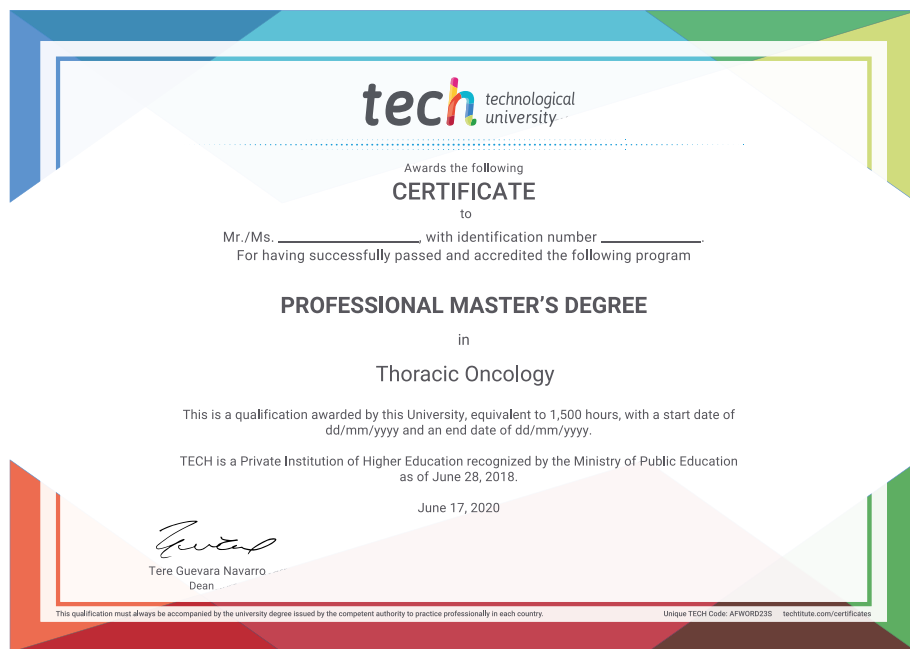 tech technological
university
Awards the following
CERTIFICATE
to
Mr./Ms. ____________________, with identification number ______________.
For having successfully passed and accredited the following program
PROFESSIONAL MASTER'S DEGREE
in
Thoracic Oncology
This is a qualification awarded by this University, equivalent to 1,500 hours, with a start date of
dd/mm/yyyy and an end date of dd/mm/yyyy.
TECH is a Private Institution of Higher Education recognized by the Ministry of Public Education
as of June 28, 2018.
June 17, 2020
Tere Guevara Navarro
Dean
This qualification must always be accompanied by the university degree issued by the competent authority to practice professionally in each country. Unique TECH Code: AFWORD23S techtitute.com/certificates